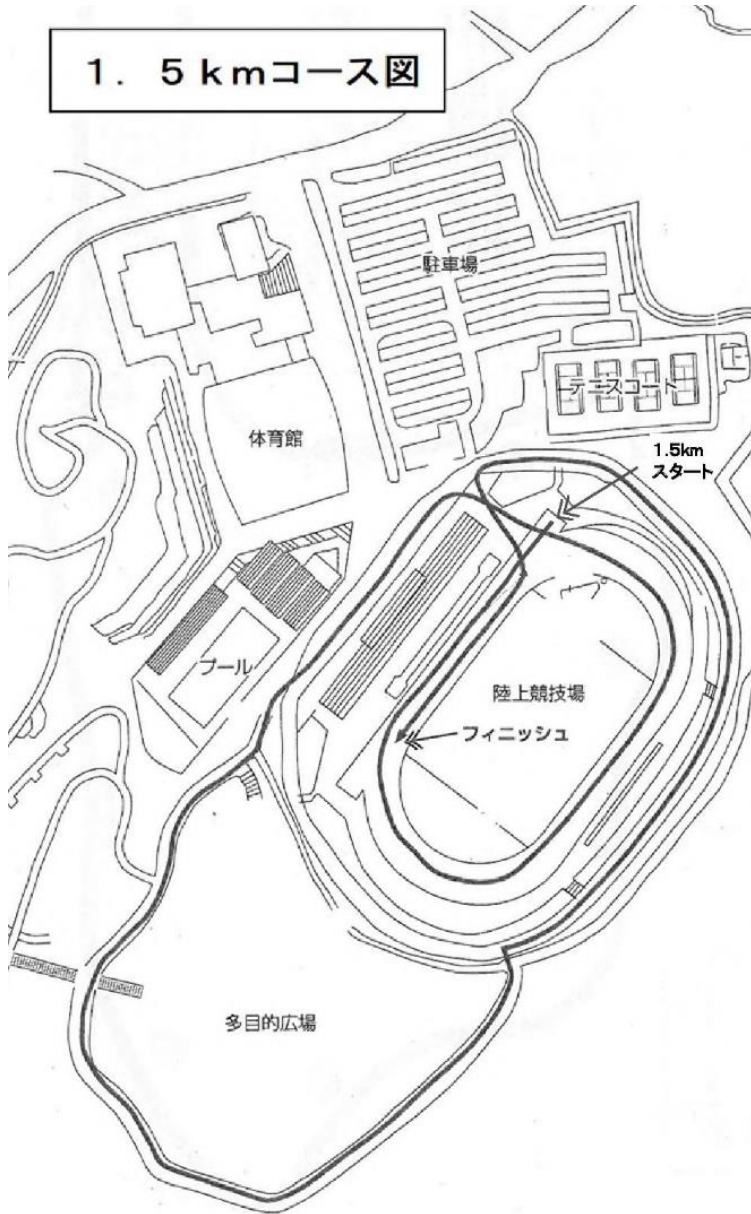 1．5ｋｍコース図
駐車場
テニスコート
体育館
1.5km
スタート
プール
陸上競技場
フィニッシュ
多目的広場